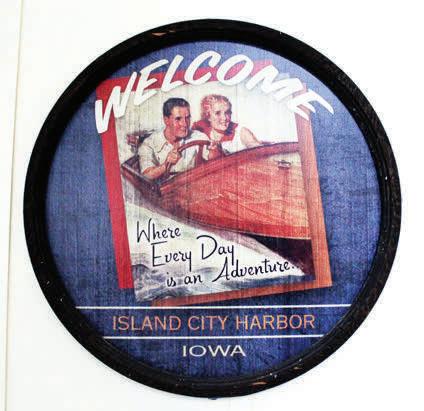 WELCOME
Where
Every Day
is an Adventure.
ISLAND CITY HARBOR
IOWA